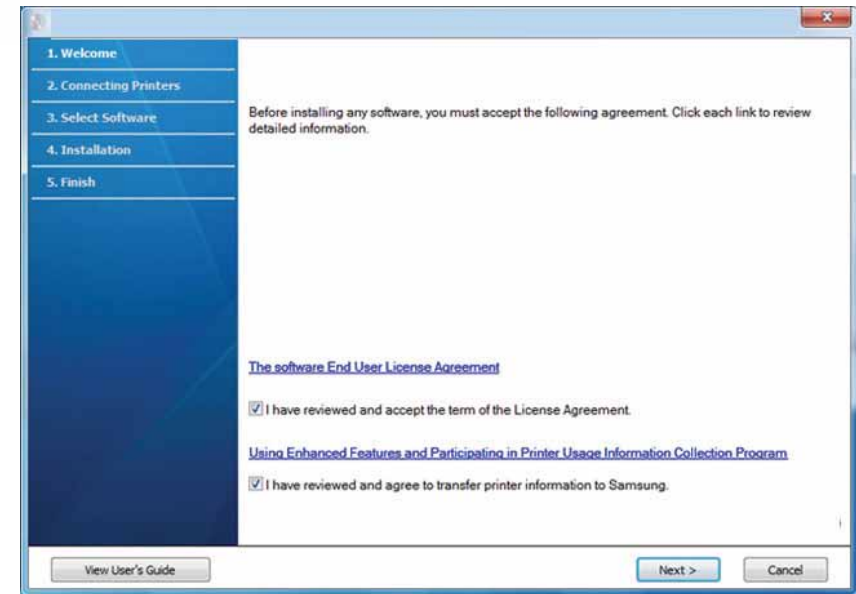 1. Welcome
2. Connecting Printers
3. Select Software
4. Installation
5. Finish
Before installing any software, you must accept the following agreement. Click each link to review
detailed information.
The software End User License Agreement
I have reviewed and accept the term of the License Agreement.
Using Enhanced Features and Participating in Printer Usage Information Collection Program
I have reviewed and agree to transfer printer information to Samsung.
View User's Guide
Next >
Cancel